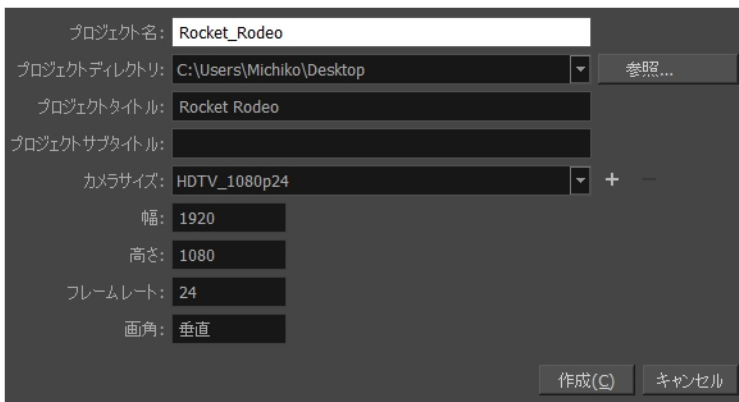 プロジェクト名: Rocket_Rodeo
プロジェクトディレクトリ: C:\Users\Michiko\Desktop 参照...
プロジェクトタイトル: Rocket Rodeo
プロジェクトサブタイトル:
カメラサイズ: HDTV_1080p24 + −
幅: 1920
高さ: 1080
フレームレート: 24
画角: 垂直
作成(C) キャンセル